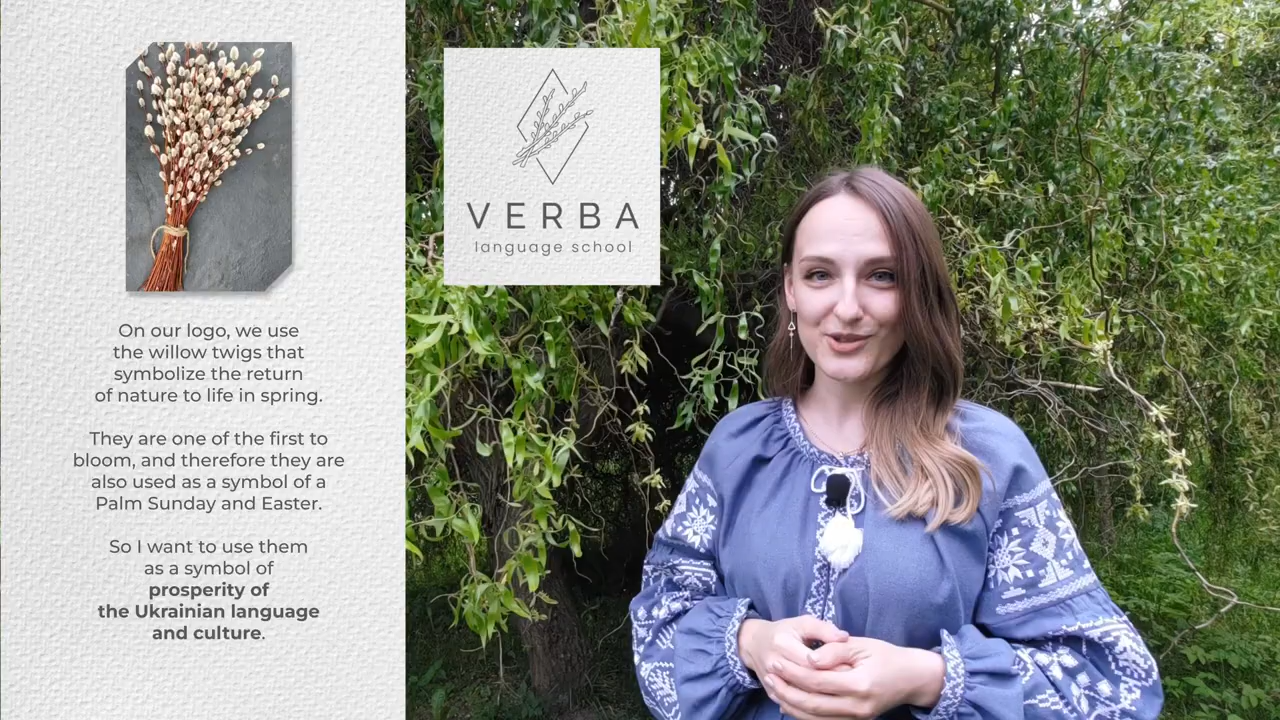 On our logo, we use
the willow twigs that
symbolize the return
of nature to life in spring.
They are one of the first to
bloom, and therefore they are
also used as a symbol of a
Palm Sunday and Easter.
So I want to use them
as a symbol of
prosperity of
the Ukrainian language
and culture.
VERBA
language school